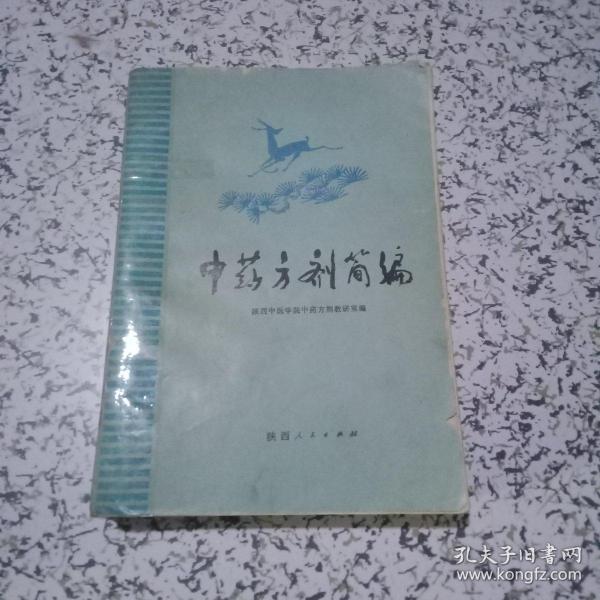 中药方剂简编
陕西中医学院中药方剂教研室编
陕西人民出版社
孔夫子旧书网
www.kongfz.com